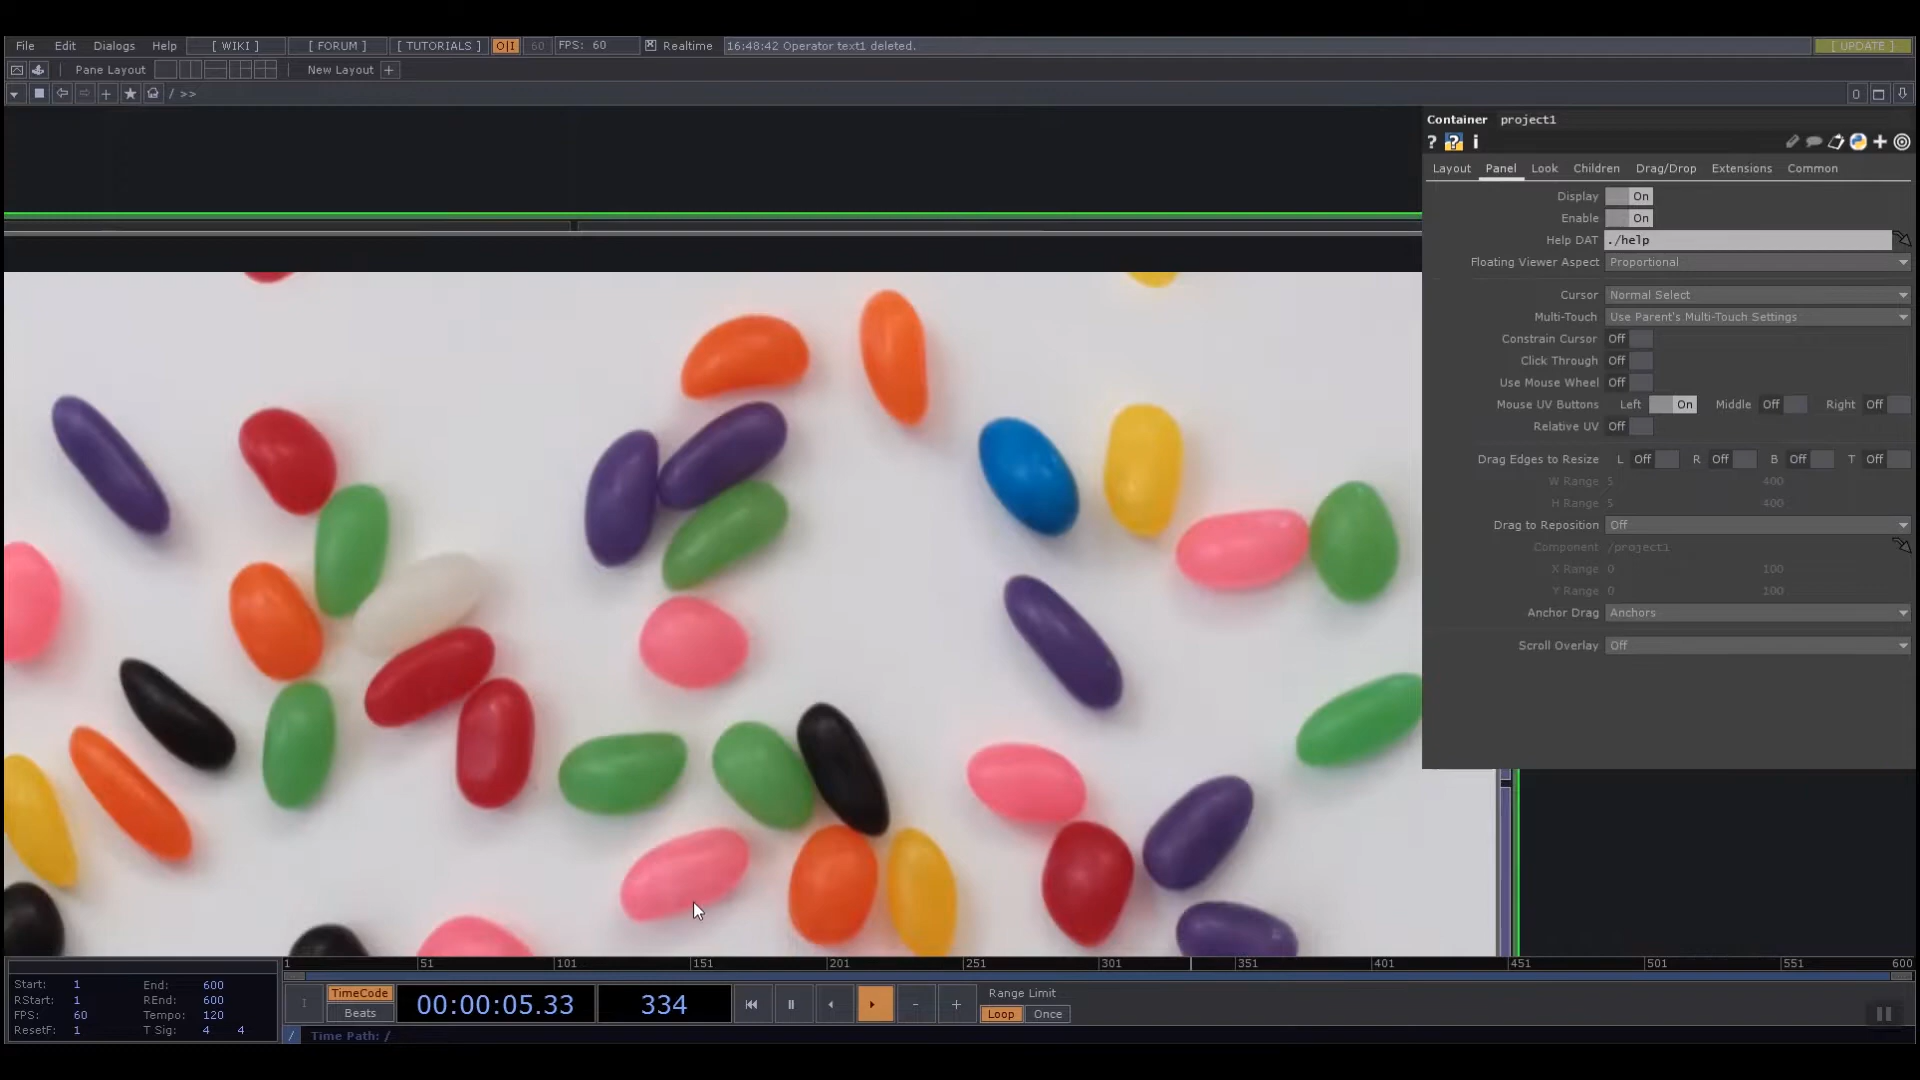 File Edit Dialogs Help [ WIKI ] [ FORUM ] [ TUTORIALS ] O|I 60 FPS: 60 Realtime 16:48:42 Operator text1 deleted. [ UPDATE ]
Pane Layout New Layout +
/ >> 0
Container project1
? ? i
Layout Panel Look Children Drag/Drop Extensions Common
Display On
Enable On
Help DAT ./help
Floating Viewer Aspect Proportional
Cursor Normal Select
Multi-Touch Use Parent's Multi-Touch Settings
Constrain Cursor Off
Click Through Off
Use Mouse Wheel Off
Mouse UV Buttons Left On Middle Off Right Off
Relative UV Off
Drag Edges to Resize L Off R Off B Off T Off
W Range 5 400
H Range 5 400
Drag to Reposition Off
Component /project1
X Range 0 100
Y Range 0 100
Anchor Drag Anchors
Scroll Overlay Off
1 51 101 151 201 251 301 351 401 451 501 551 600
Start: 1 End: 600
RStart: 1 REnd: 600
FPS: 60 Tempo: 120
ResetF: 1 T Sig: 4 4
TimeCode
Beats
00:00:05.33 334
Range Limit
Loop Once
/ Time Path: /